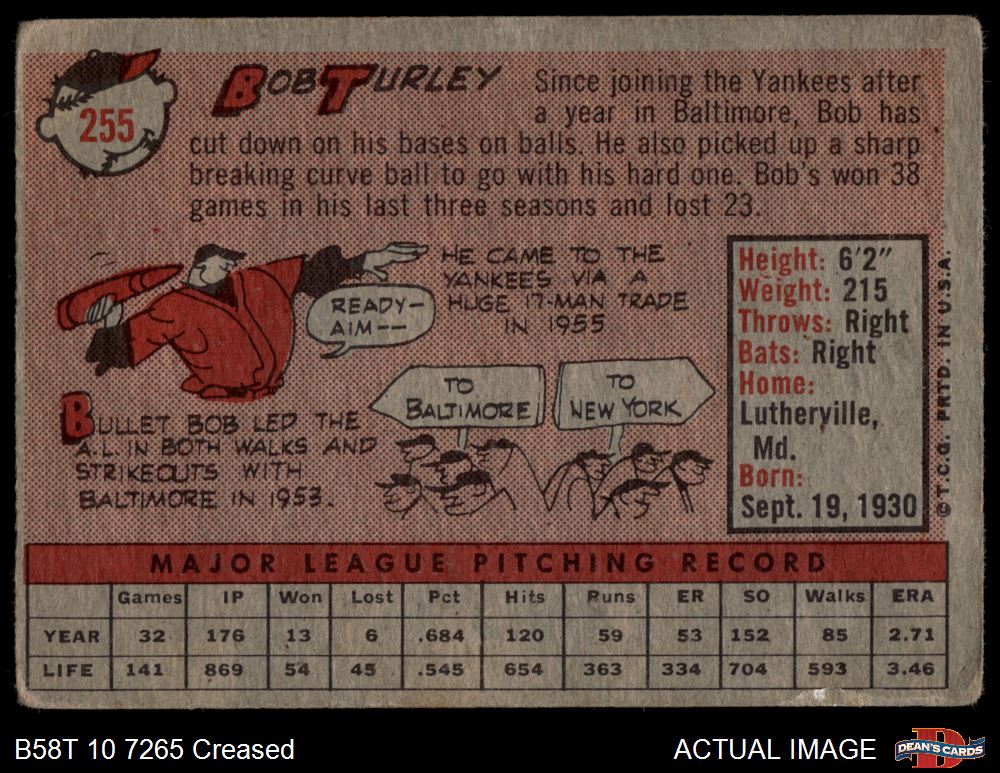 255
BOB TURLEY
Since joining the Yankees after
a year in Baltimore, Bob has
cut down on his bases on balls. He also picked up a sharp
breaking curve ball to go with his hard one. Bob's won 38
games in his last three seasons and lost 23.
READY–
AIM––
HE CAME TO THE
YANKEES VIA A
HUGE 17-MAN TRADE
IN 1955
TO
BALTIMORE
TO
NEW YORK
BULLET BOB LED THE
A.L. IN BOTH WALKS AND
STRIKEOUTS WITH
BALTIMORE IN 1953.
Height: 6'2"
Weight: 215
Throws: Right
Bats: Right
Home:
Lutherville,
Md.
Born:
Sept. 19, 1930
© T.C.G. PRTD. IN U.S.A.
MAJOR LEAGUE PITCHING RECORD
Games IP Won Lost Pct Hits Runs ER SO Walks ERA
YEAR 32 176 13 6 .684 120 59 53 152 85 2.71
LIFE 141 869 54 45 .545 654 363 334 704 593 3.46
B58T 10 7265 Creased
ACTUAL IMAGE
D
DEAN'S CARDS